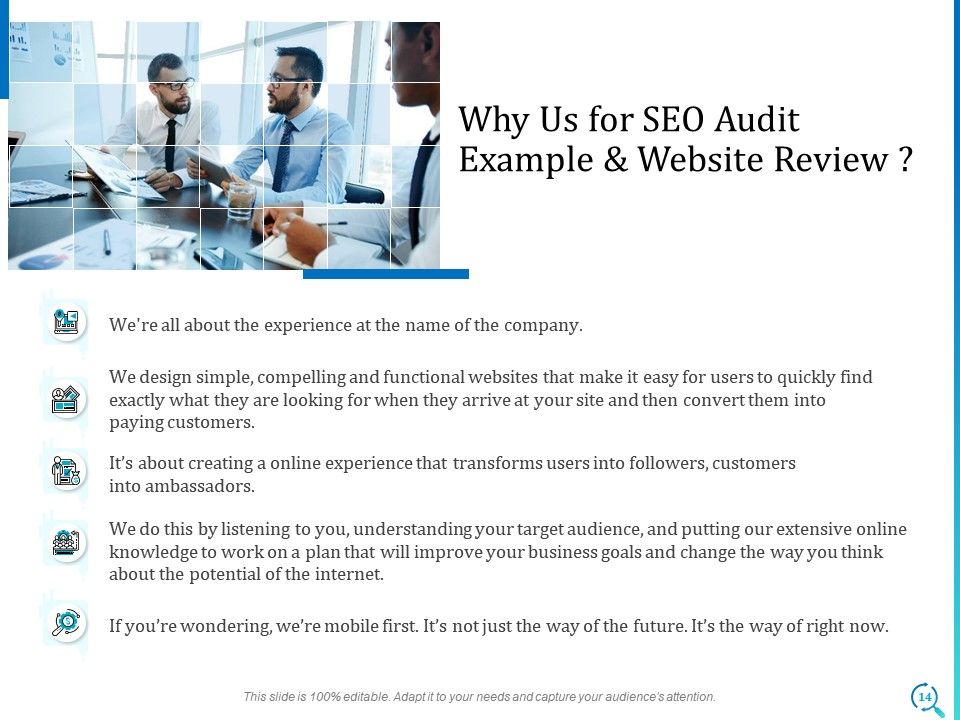 Why Us for SEO Audit
Example & Website Review ?
We're all about the experience at the name of the company.
We design simple, compelling and functional websites that make it easy for users to quickly find
exactly what they are looking for when they arrive at your site and then convert them into
paying customers.
It’s about creating a online experience that transforms users into followers, customers
into ambassadors.
We do this by listening to you, understanding your target audience, and putting our extensive online
knowledge to work on a plan that will improve your business goals and change the way you think
about the potential of the internet.
If you’re wondering, we’re mobile first. It’s not just the way of the future. It’s the way of right now.
This slide is 100% editable. Adapt it to your needs and capture your audience's attention.
14